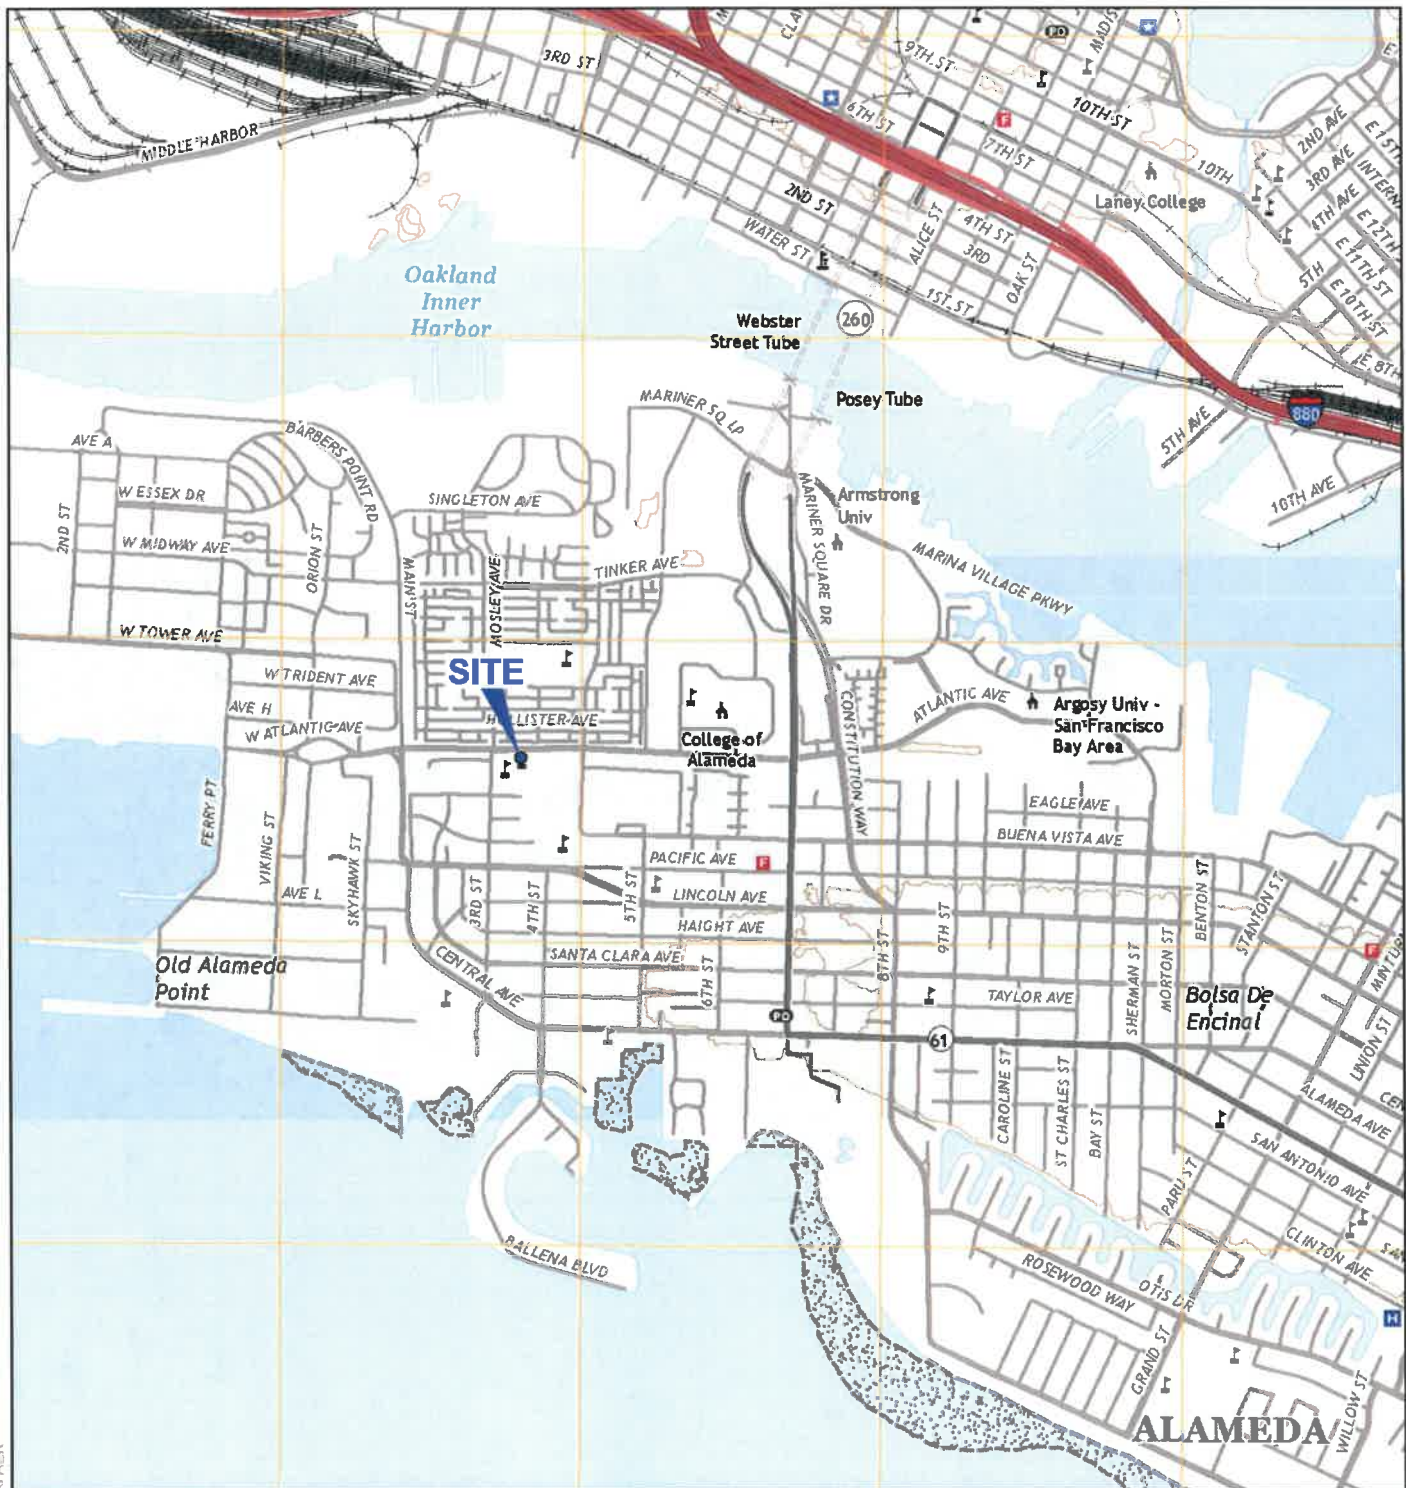 3RD ST
MIDDLE HARBOR
9TH ST
6TH ST
7TH ST
10TH ST
10TH
2ND AVE
3RD AVE
4TH AVE
E 12TH
E 11TH ST
E 10TH ST
E 8TH
5TH
Laney College
2ND ST
WATER ST
ALICE ST
4TH ST
3RD
OAK ST
1ST ST
Oakland
Inner
Harbor
Webster
Street Tube
260
Posey Tube
880
5TH AVE
10TH AVE
MARINER SQ LP
AVE A
BARBERS POINT RD
W ESSEX DR
SINGLETON AVE
2ND ST
W MIDWAY AVE
ORION ST
MAIN ST
MOSLEY AVE
TINKER AVE
MARINER SQUARE DR
Armstrong
Univ
MARINA VILLAGE PKWY
W TOWER AVE
SITE
W TRIDENT AVE
AVE H
W ATLANTIC AVE
HOLLISTER AVE
College of
Alameda
CONSTITUTION WAY
ATLANTIC AVE
Argosy Univ -
San Francisco
Bay Area
FERRY PT
VIKING ST
SKYHAWK ST
EAGLE AVE
BUENA VISTA AVE
PACIFIC AVE
F
AVE L
3RD ST
4TH ST
5TH ST
LINCOLN AVE
HAIGHT AVE
SANTA CLARA AVE
6TH ST
8TH ST
9TH ST
BENTON ST
STANTON ST
SHERMAN ST
MORTON ST
CENTRAL AVE
Old Alameda
Point
TAYLOR AVE
Bolsa De
Encinal
PO
61
UNION ST
CAROLINE ST
ST CHARLES ST
BAY ST
ALAMEDA AVE
SAN ANTONIO AVE
PARU ST
CLINTON AVE
BALLENA BLVD
ROSEWOOD WAY
OTIS DR
H
GRAND ST
WILLOW ST
ALAMEDA